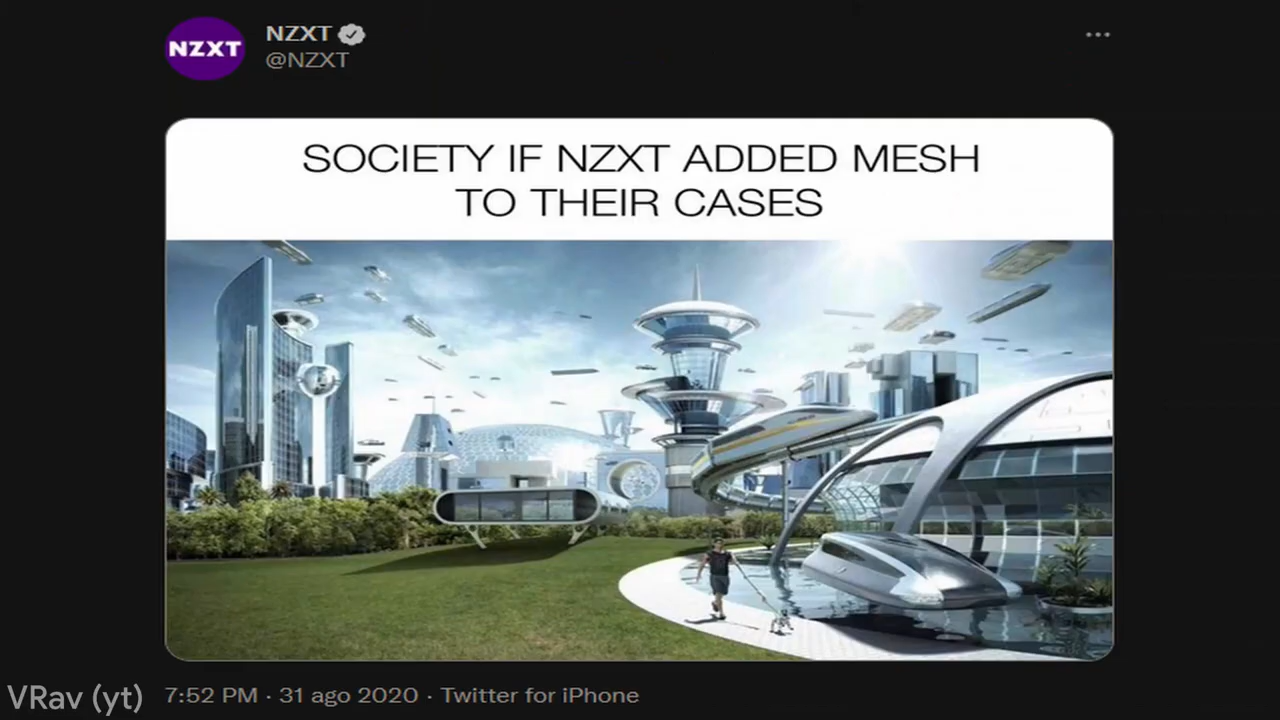 NZXT
NZXT
@NZXT
SOCIETY IF NZXT ADDED MESH
TO THEIR CASES
VRav (yt)
7:52 PM · 31 ago 2020 · Twitter for iPhone